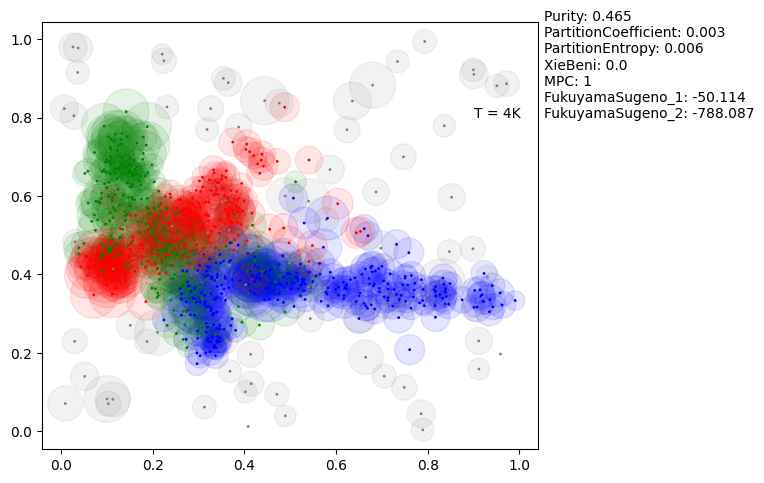 Purity: 0.465
PartitionCoefficient: 0.003
PartitionEntropy: 0.006
XieBeni: 0.0
MPC: 1
FukuyamaSugeno_1: -50.114
FukuyamaSugeno_2: -788.087
T = 4K
1.0
0.8
0.6
0.4
0.2
0.0
0.0 0.2 0.4 0.6 0.8 1.0